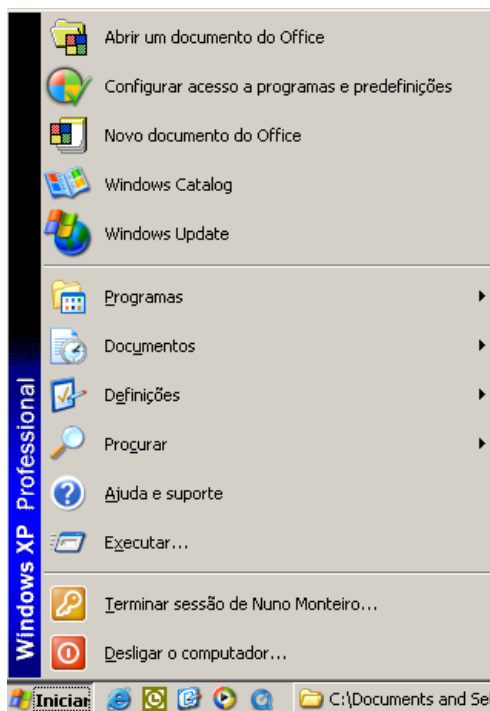 Abrir um documento do Office
Configurar acesso a programas e predefinições
Novo documento do Office
Windows Catalog
Windows Update
Programas
Documentos
Definições
Procurar
Ajuda e suporte
Executar...
Terminar sessão de Nuno Monteiro...
Desligar o computador...
Windows XP Professional
Iniciar
C:\Documents and Se